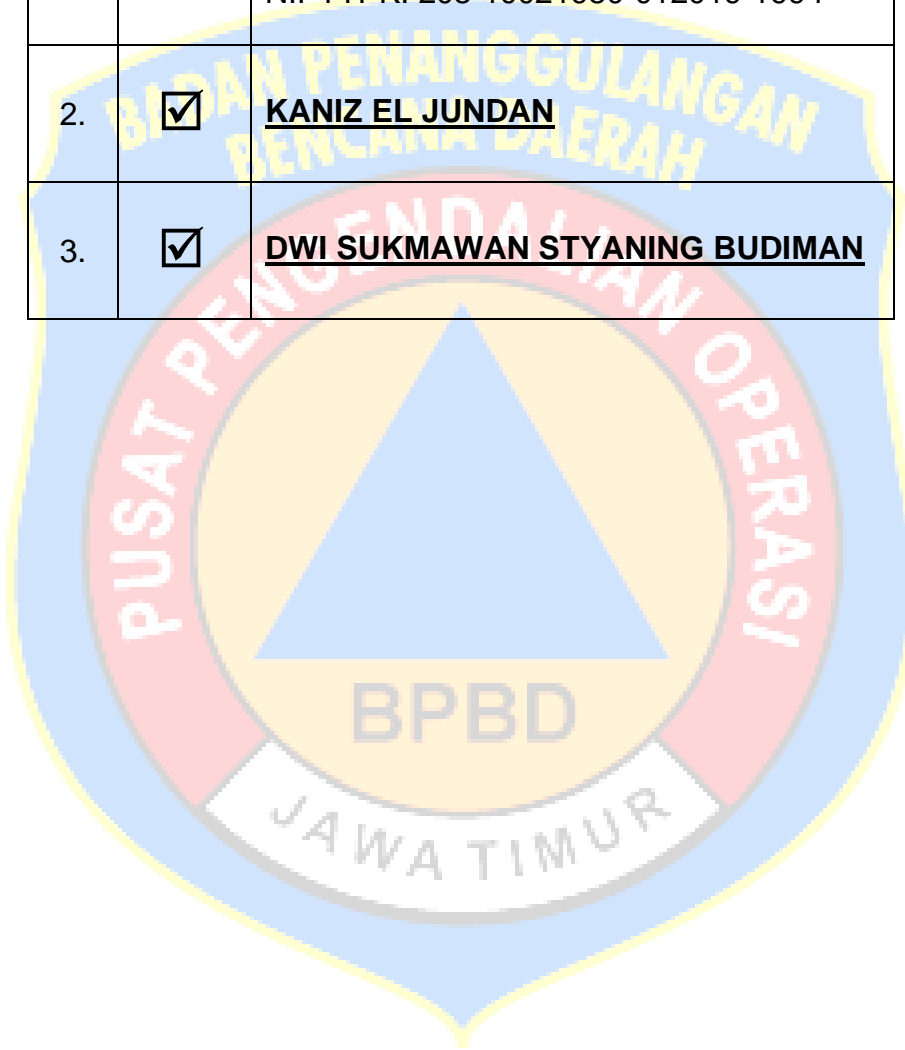 2. ☑ KANIZ EL JUNDAN
3. ☑ DWI SUKMAWAN STYANING BUDIMAN
BADAN PENANGGULANGAN
BENCANA DAERAH
PUSAT PENGENDALIAN OPERASI
BPBD
JAWA TIMUR